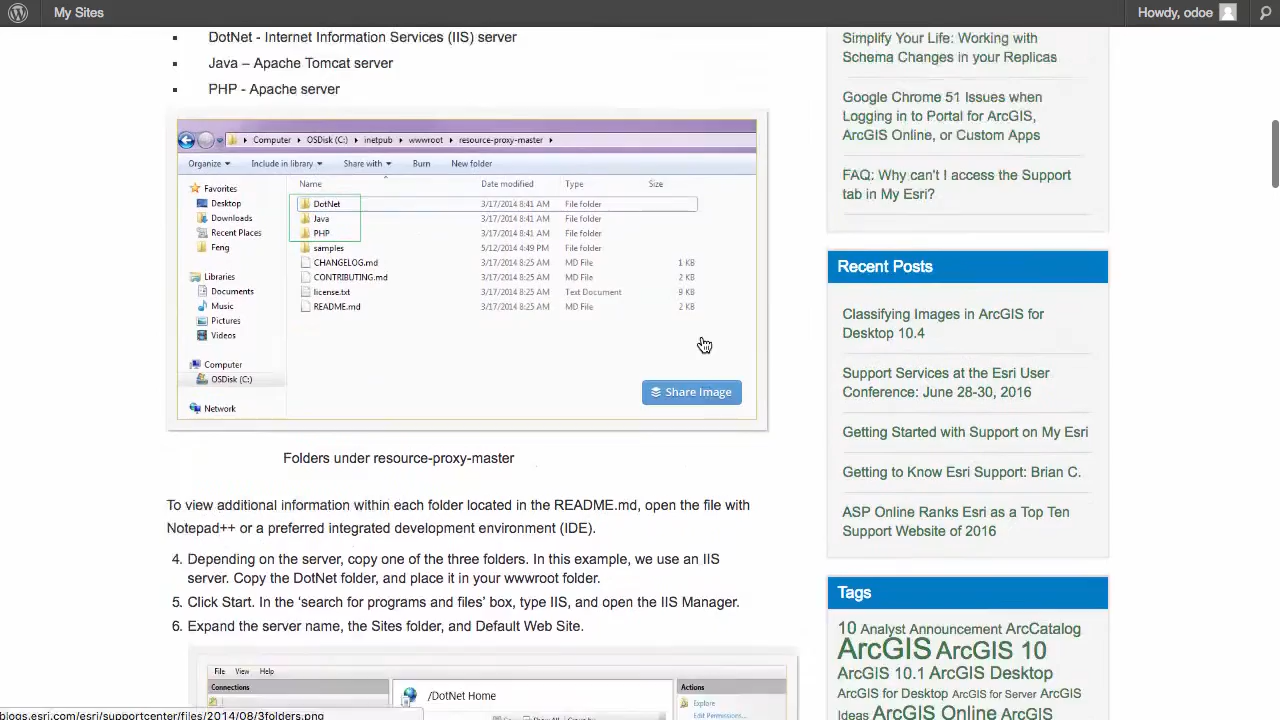 My Sites
Howdy, odoe
DotNet - Internet Information Services (IIS) server
Java – Apache Tomcat server
PHP - Apache server
Computer
OSDisk (C:)
inetpub
wwwroot
resource-proxy-master
Organize
Include in library
Share with
Burn
New folder
Favorites
Desktop
Downloads
Recent Places
Feng
Libraries
Documents
Music
Pictures
Videos
Computer
OSDisk (C:)
Network
Name Date modified Type Size
DotNet 3/17/2014 8:41 AM File folder
Java 3/17/2014 8:41 AM File folder
PHP 3/17/2014 8:41 AM File folder
samples 5/12/2014 4:49 PM File folder
CHANGELOG.md 3/17/2014 8:25 AM MD File 1 KB
CONTRIBUTING.md 3/17/2014 8:25 AM MD File 2 KB
license.txt 3/17/2014 8:25 AM Text Document 9 KB
README.md 3/17/2014 8:25 AM MD File 2 KB
Share Image
Folders under resource-proxy-master
To view additional information within each folder located in the README.md, open the file with
Notepad++ or a preferred integrated development environment (IDE).
4. Depending on the server, copy one of the three folders. In this example, we use an IIS
server. Copy the DotNet folder, and place it in your wwwroot folder.
5. Click Start. In the ‘search for programs and files’ box, type IIS, and open the IIS Manager.
6. Expand the server name, the Sites folder, and Default Web Site.
File View Help
Connections
/DotNet Home
Actions
Explore
Edit Permissions...
blogs.esri.com/esri/supportcenter/files/2014/08/3folders.png
Simplify Your Life: Working with
Schema Changes in your Replicas
Google Chrome 51 Issues when
Logging in to Portal for ArcGIS,
ArcGIS Online, or Custom Apps
FAQ: Why can't I access the Support
tab in My Esri?
Recent Posts
Classifying Images in ArcGIS for
Desktop 10.4
Support Services at the Esri User
Conference: June 28-30, 2016
Getting Started with Support on My Esri
Getting to Know Esri Support: Brian C.
ASP Online Ranks Esri as a Top Ten
Support Website of 2016
Tags
10 Analyst Announcement ArcCatalog
ArcGIS ArcGIS 10
ArcGIS 10.1 ArcGIS Desktop
ArcGIS for Desktop ArcGIS for Server ArcGIS
Ideas ArcGIS Online ArcGIS